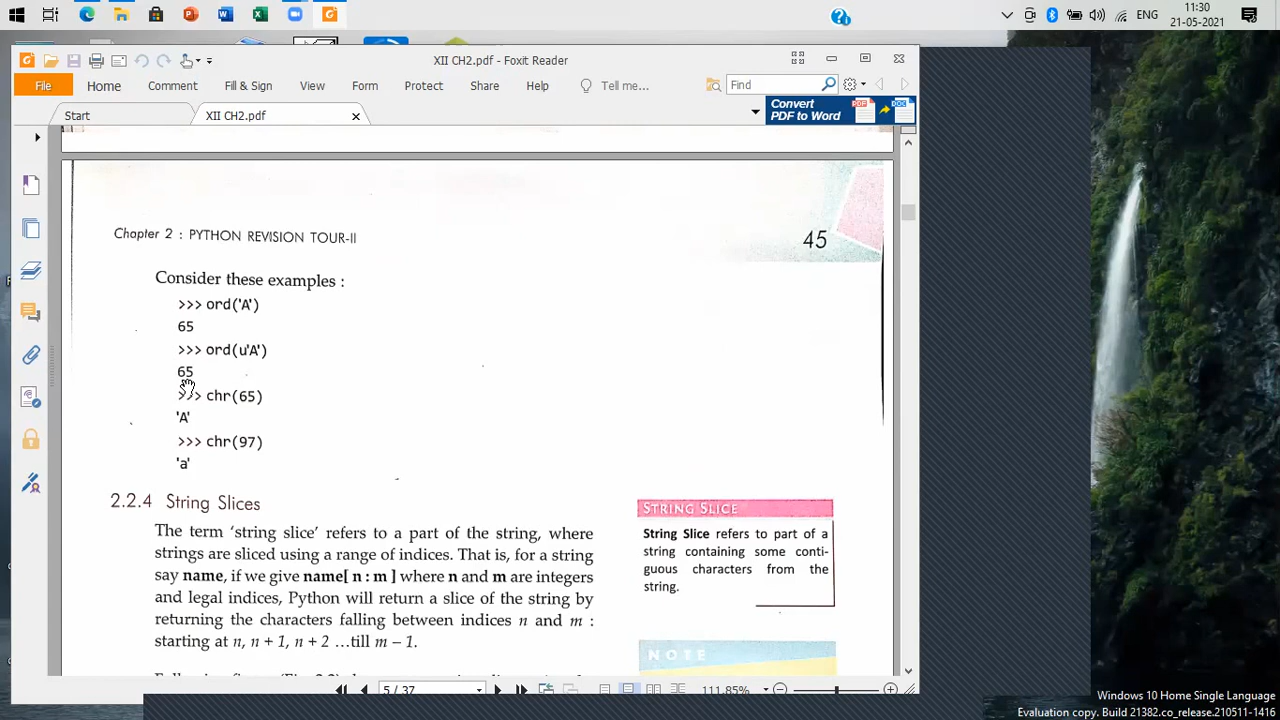 11:30
ENG
21-05-2021
XII CH2.pdf - Foxit Reader
File Home Comment Fill & Sign View Form Protect Share Help Tell me... Find
Start XII CH2.pdf
Convert
PDF to Word
Chapter 2 : PYTHON REVISION TOUR-II
45
Consider these examples :
>>> ord('A')
65
>>> ord(u'A')
65
>>> chr(65)
'A'
>>> chr(97)
'a'
2.2.4 String Slices
The term 'string slice' refers to a part of the string, where
strings are sliced using a range of indices. That is, for a string
say name, if we give name[ n : m ] where n and m are integers
and legal indices, Python will return a slice of the string by
returning the characters falling between indices n and m :
starting at n, n + 1, n + 2 ...till m – 1.
STRING SLICE
String Slice refers to part of a
string containing some conti-
guous characters from the
string.
NOTE
5 / 37
111.85%
Windows 10 Home Single Language
Evaluation copy. Build 21382.co_release.210511-1416